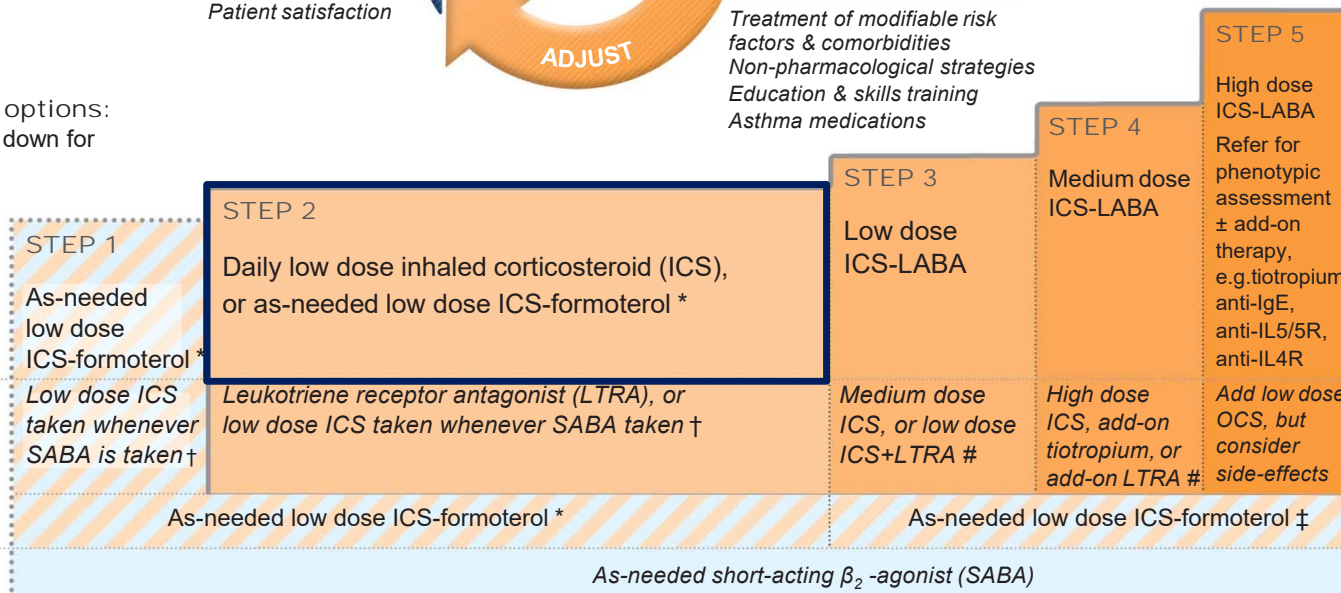 Patient satisfaction
ADJUST
Treatment of modifiable risk
factors & comorbidities
Non-pharmacological strategies
Education & skills training
Asthma medications
options:
down for
STEP 1
As-needed
low dose
ICS-formoterol *
Low dose ICS
taken whenever
SABA is taken †
STEP 2
Daily low dose inhaled corticosteroid (ICS),
or as-needed low dose ICS-formoterol *
Leukotriene receptor antagonist (LTRA), or
low dose ICS taken whenever SABA taken †
STEP 3
Low dose
ICS-LABA
Medium dose
ICS, or low dose
ICS+LTRA #
STEP 4
Medium dose
ICS-LABA
High dose
ICS, add-on
tiotropium, or
add-on LTRA #
STEP 5
High dose
ICS-LABA
Refer for
phenotypic
assessment
± add-on
therapy,
e.g.tiotropium
anti-IgE,
anti-IL5/5R,
anti-IL4R
Add low dose
OCS, but
consider
side-effects
As-needed low dose ICS-formoterol *
As-needed low dose ICS-formoterol ‡
As-needed short-acting β₂ -agonist (SABA)